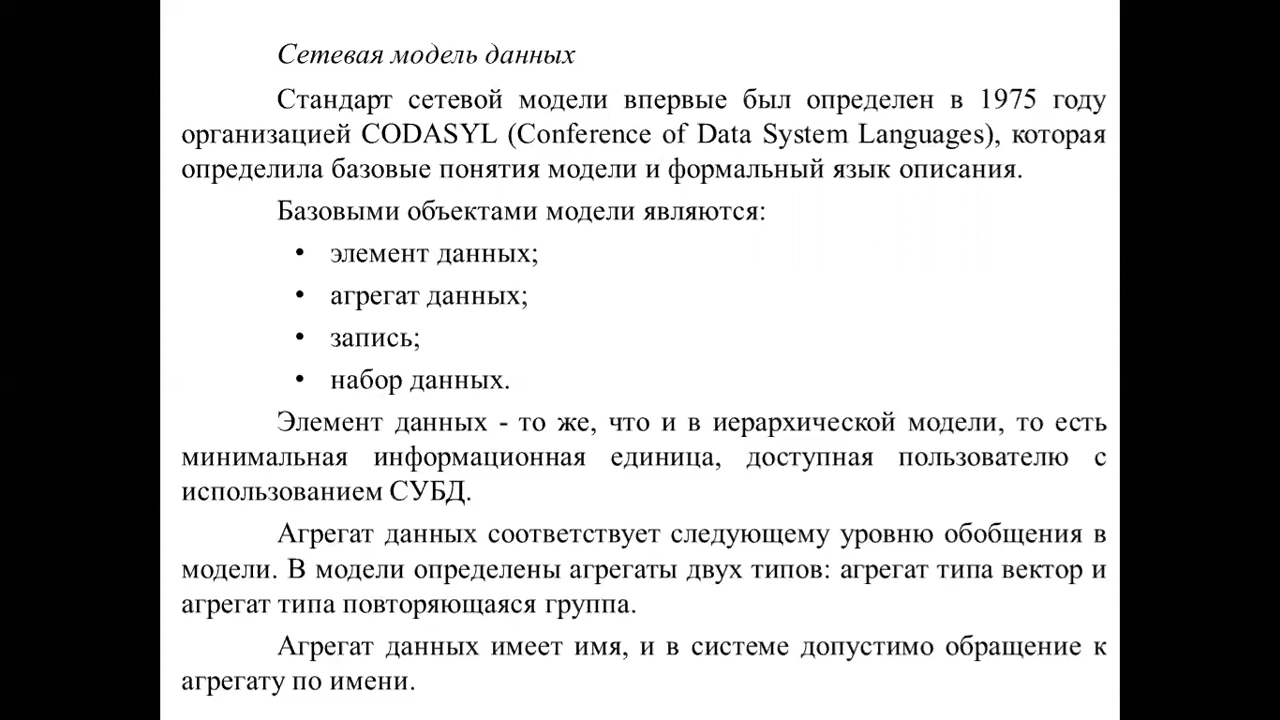 Сетевая модель данных
Стандарт сетевой модели впервые был определен в 1975 году
организацией CODASYL (Conference of Data System Languages), которая
определила базовые понятия модели и формальный язык описания.
Базовыми объектами модели являются:
• элемент данных;
• агрегат данных;
• запись;
• набор данных.
Элемент данных - то же, что и в иерархической модели, то есть
минимальная информационная единица, доступная пользователю с
использованием СУБД.
Агрегат данных соответствует следующему уровню обобщения в
модели. В модели определены агрегаты двух типов: агрегат типа вектор и
агрегат типа повторяющаяся группа.
Агрегат данных имеет имя, и в системе допустимо обращение к
агрегату по имени.